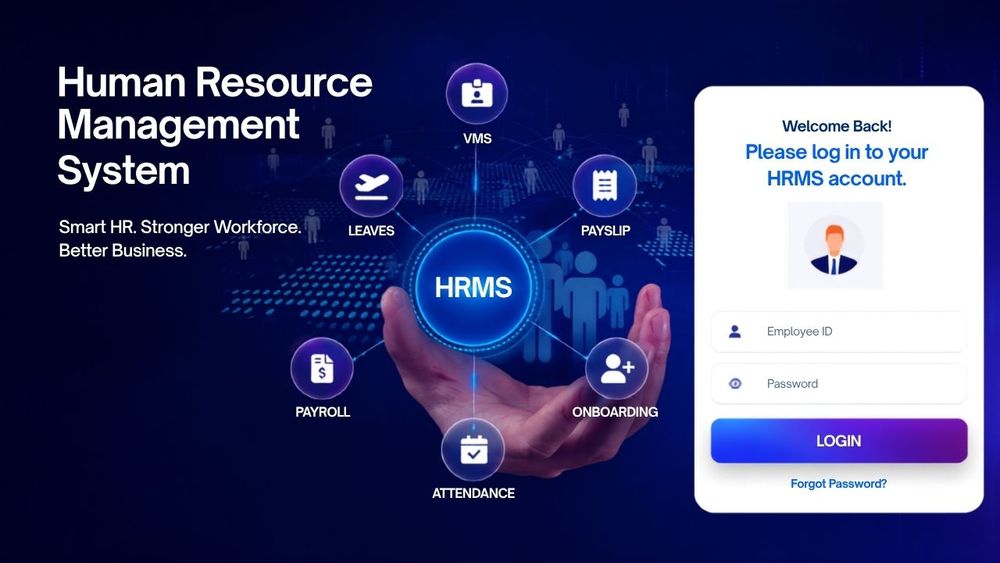 Human Resource
Management
System
Smart HR. Stronger Workforce.
Better Business.
VMS
LEAVES
PAYSLIP
HRMS
PAYROLL
ONBOARDING
ATTENDANCE
Welcome Back!
Please log in to your
HRMS account.
Employee ID
Password
LOGIN
Forgot Password?